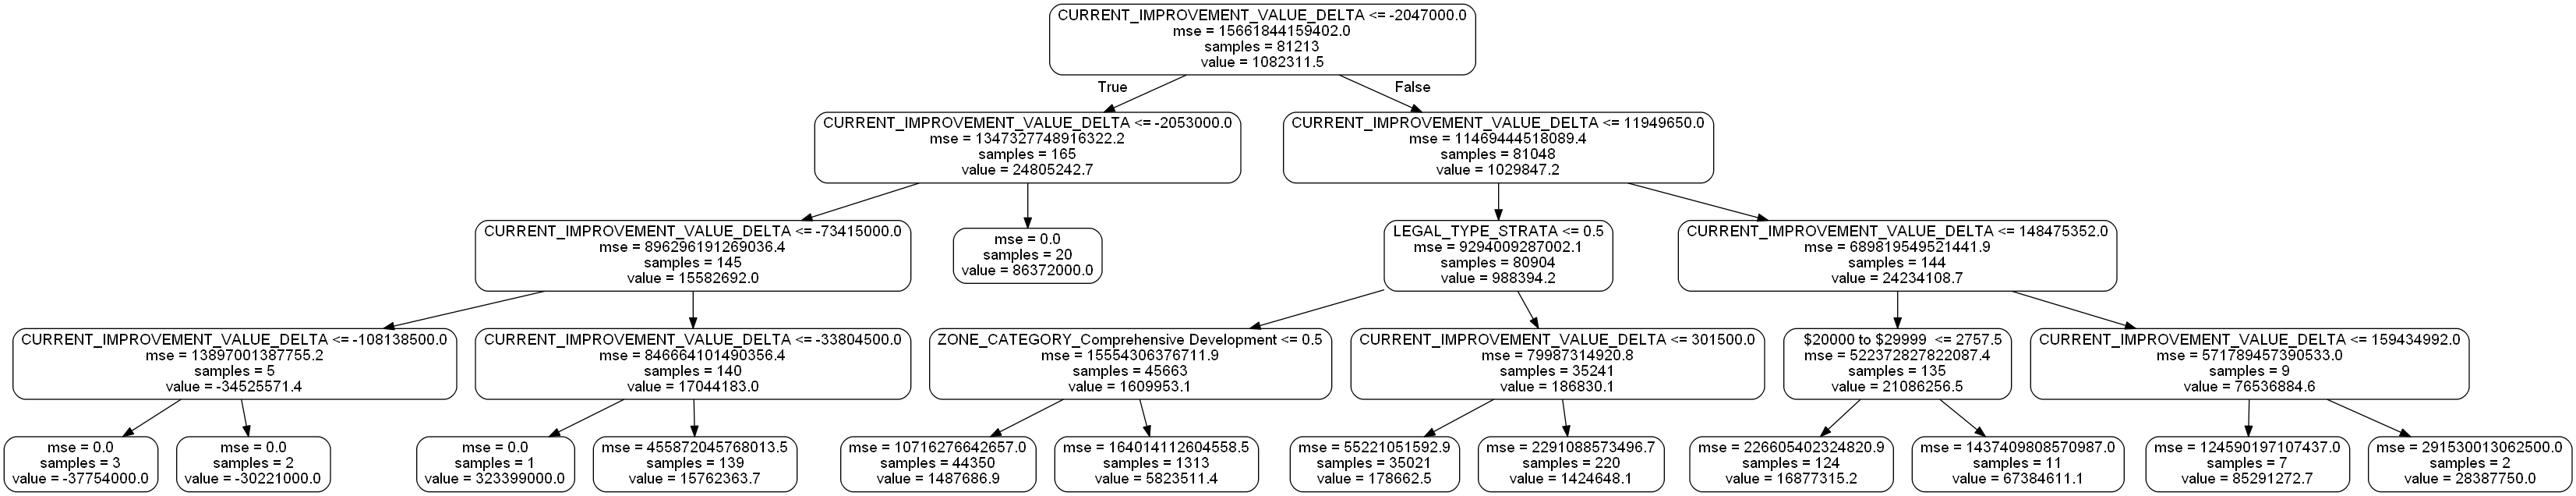 CURRENT_IMPROVEMENT_VALUE_DELTA <= -2047000.0
mse = 15661844159402.0
samples = 81213
value = 1082311.5
True
False
CURRENT_IMPROVEMENT_VALUE_DELTA <= -2053000.0
mse = 1347327748916322.2
samples = 165
value = 24805242.7
CURRENT_IMPROVEMENT_VALUE_DELTA <= 11949650.0
mse = 11469444518089.4
samples = 81048
value = 1029847.2
CURRENT_IMPROVEMENT_VALUE_DELTA <= -73415000.0
mse = 896296191269036.4
samples = 145
value = 15582692.0
mse = 0.0
samples = 20
value = 86372000.0
LEGAL_TYPE_STRATA <= 0.5
mse = 9294009287002.1
samples = 80904
value = 988394.2
CURRENT_IMPROVEMENT_VALUE_DELTA <= 148475352.0
mse = 689819549521441.9
samples = 144
value = 24234108.7
CURRENT_IMPROVEMENT_VALUE_DELTA <= -108138500.0
mse = 13897001387755.2
samples = 5
value = -34525571.4
CURRENT_IMPROVEMENT_VALUE_DELTA <= -33804500.0
mse = 846664101490356.4
samples = 140
value = 17044183.0
ZONE_CATEGORY_Comprehensive Development <= 0.5
mse = 15554306376711.9
samples = 45663
value = 1609953.1
CURRENT_IMPROVEMENT_VALUE_DELTA <= 301500.0
mse = 79987314920.8
samples = 35241
value = 186830.1
$20000 to $29999 <= 2757.5
mse = 522372827822087.4
samples = 135
value = 21086256.5
CURRENT_IMPROVEMENT_VALUE_DELTA <= 159434992.0
mse = 571789457390533.0
samples = 9
value = 76536884.6
mse = 0.0
samples = 3
value = -37754000.0
mse = 0.0
samples = 2
value = -30221000.0
mse = 0.0
samples = 1
value = 323399000.0
mse = 455872045768013.5
samples = 139
value = 15762363.7
mse = 10716276642657.0
samples = 44350
value = 1487686.9
mse = 164014112604558.5
samples = 1313
value = 5823511.4
mse = 55221051592.9
samples = 35021
value = 178662.5
mse = 2291088573496.7
samples = 220
value = 1424648.1
mse = 226605402324820.9
samples = 124
value = 16877315.2
mse = 1437409808570987.0
samples = 11
value = 67384611.1
mse = 124590197107437.0
samples = 7
value = 85291272.7
mse = 291530013062500.0
samples = 2
value = 28387750.0